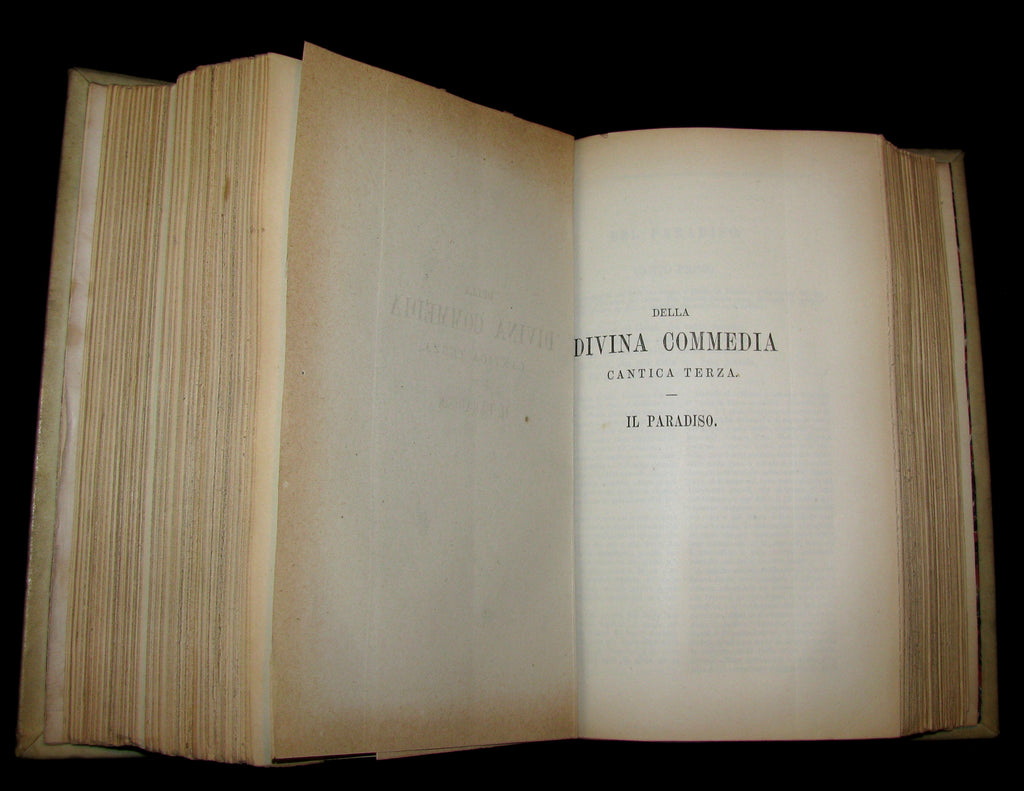 DELLA
DIVINA COMMEDIA
CANTICA TERZA.
IL PARADISO.